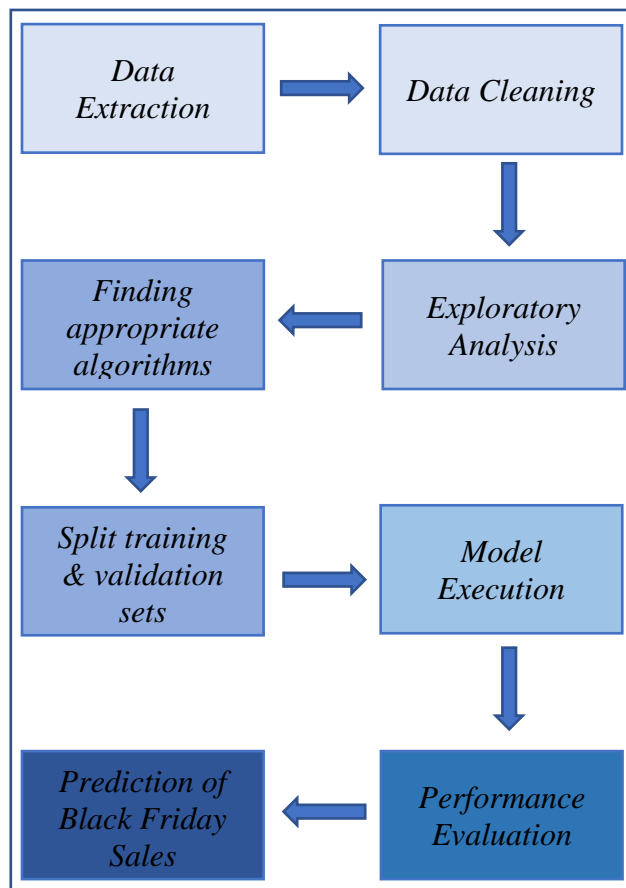 Data
Extraction
Data Cleaning
Finding
appropriate
algorithms
Exploratory
Analysis
Split training
& validation
sets
Model
Execution
Prediction of
Black Friday
Sales
Performance
Evaluation